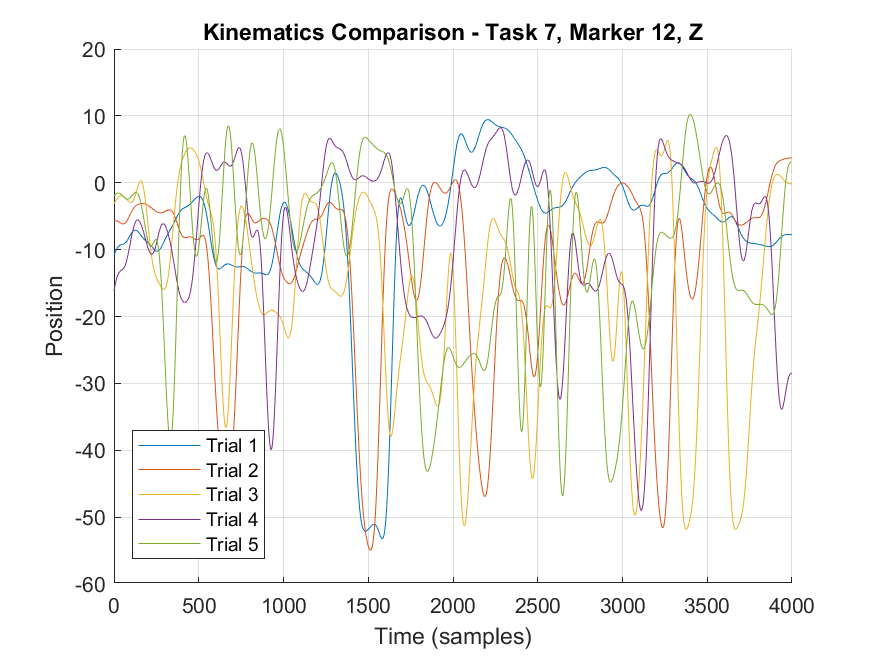 Kinematics Comparison - Task 7, Marker 12, Z
20
10
0
-10
-20
-30
-40
-50
-60
Position
Trial 1
Trial 2
Trial 3
Trial 4
Trial 5
0 500 1000 1500 2000 2500 3000 3500 4000
Time (samples)